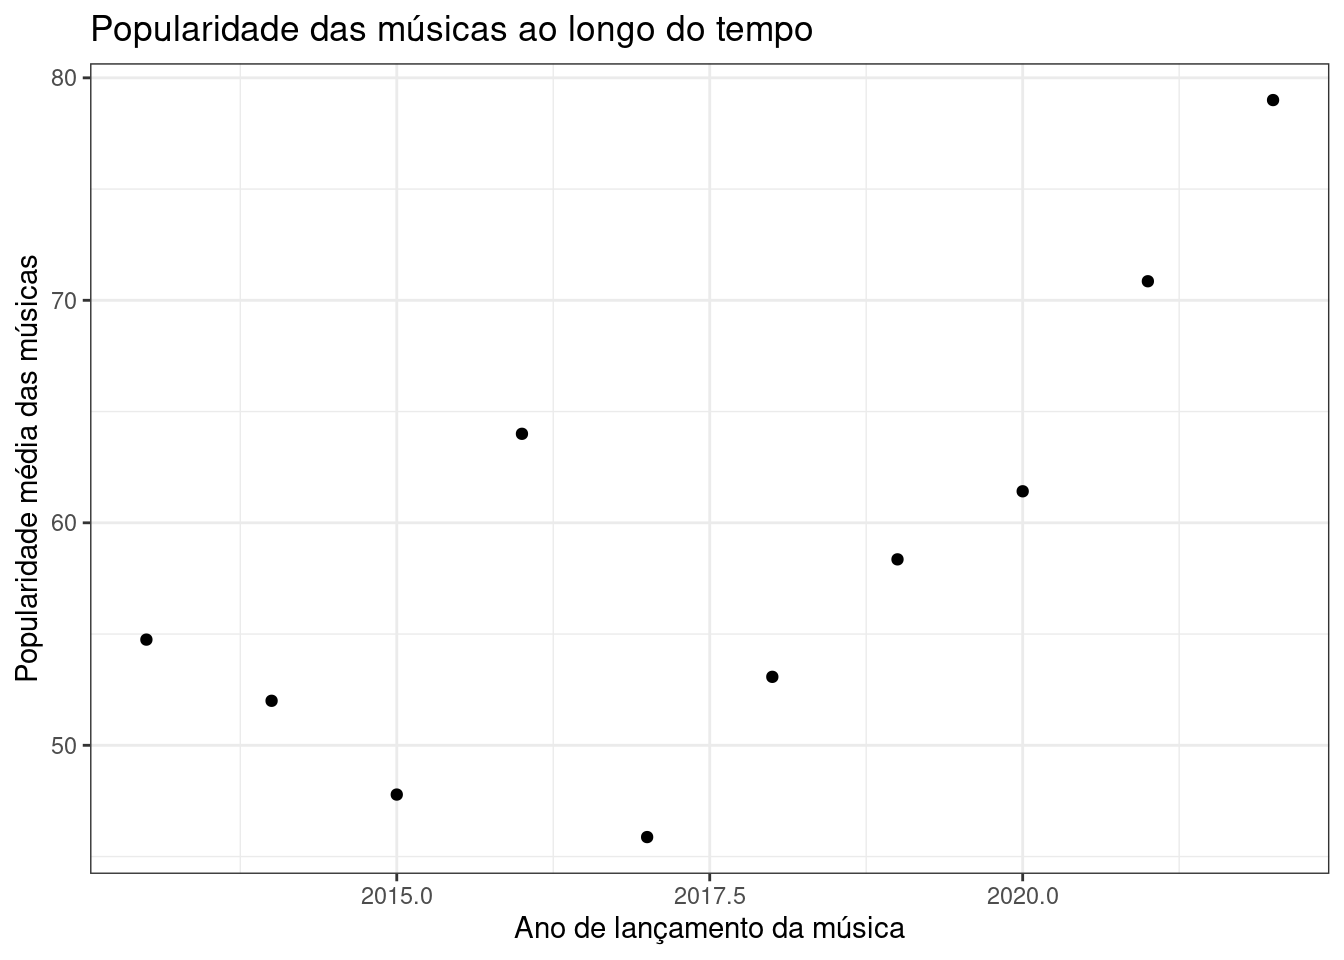 Popularidade das músicas ao longo do tempo
Popularidade média das músicas
80
70
60
50
2015.0
2017.5
2020.0
Ano de lançamento da música